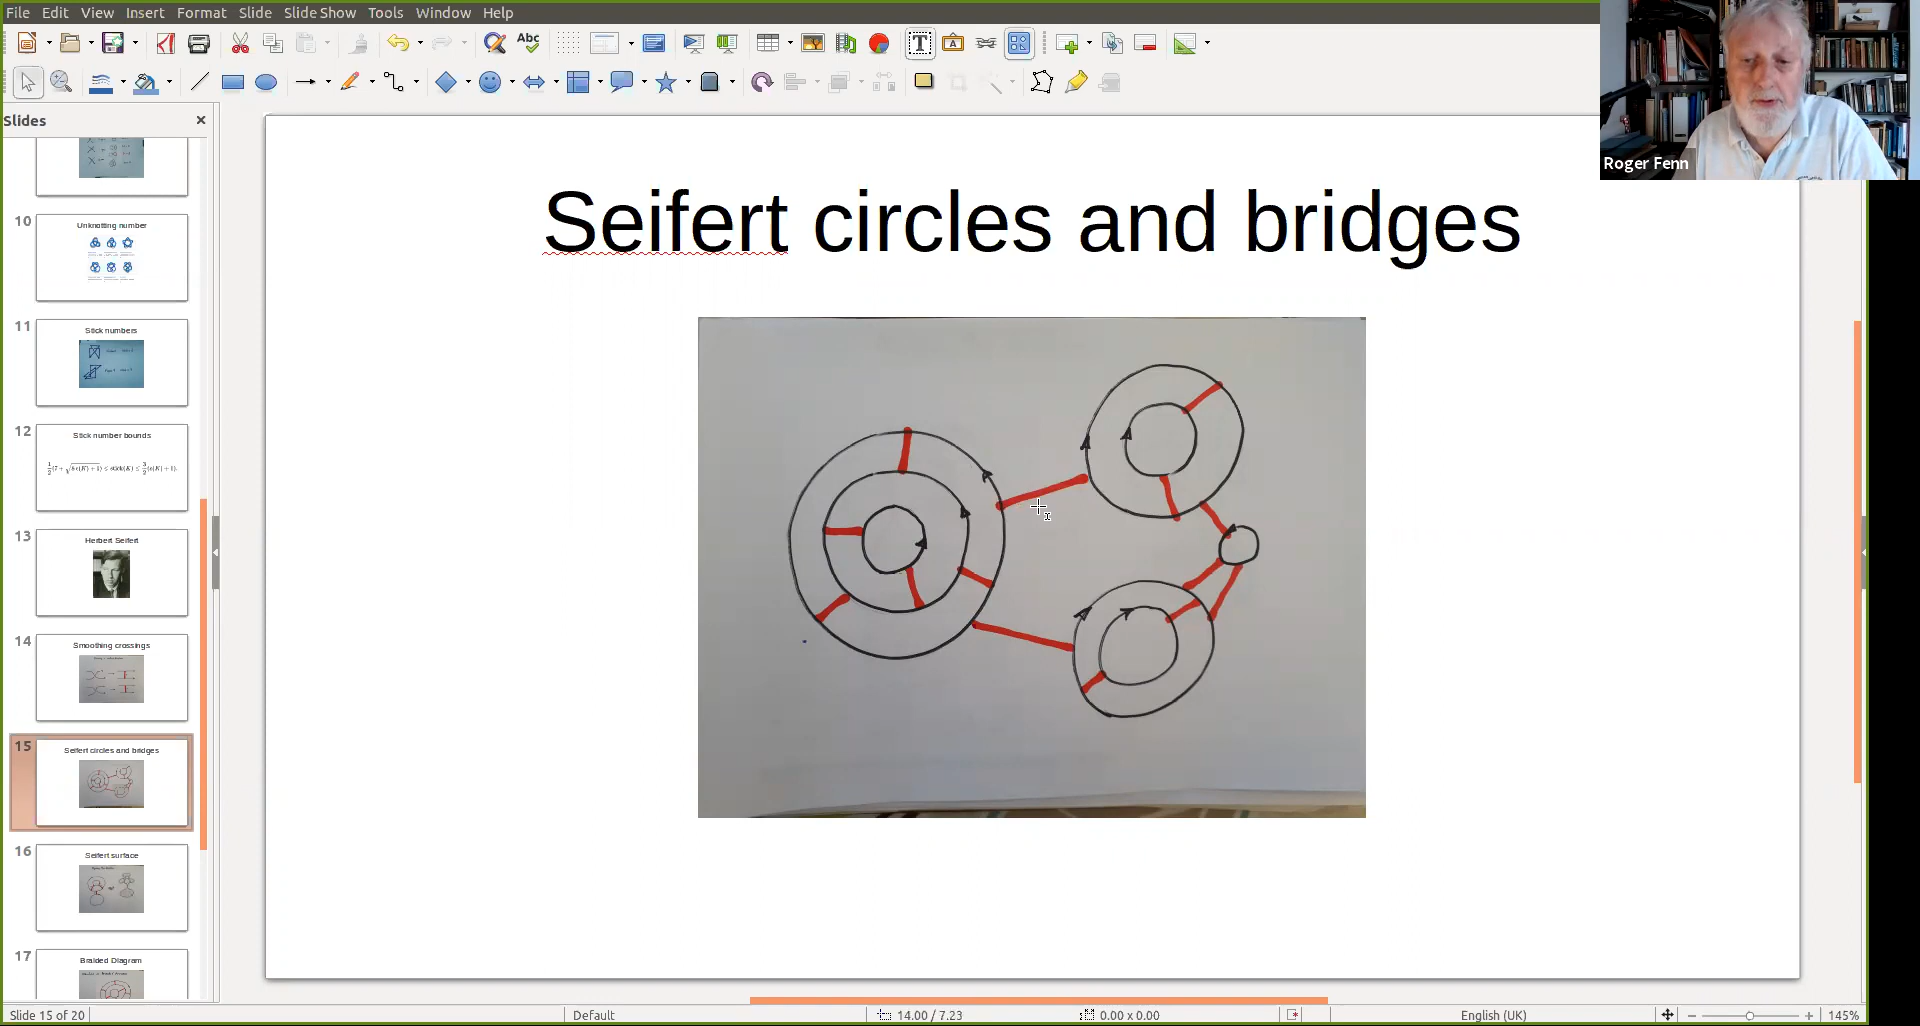 File Edit View Insert Format Slide Slide Show Tools Window Help
Abc
Slides
Roger Fenn
Seifert circles and bridges
10
Unknotting number
11
Stick numbers
12
Stick number bounds
13
Herbert Seifert
14
Smoothing crossings
15
Seifert circles and bridges
16
Seifert surface
17
Braided Diagram
Slide 15 of 20
Default
14.00 / 7.23
0.00 x 0.00
English (UK)
145%